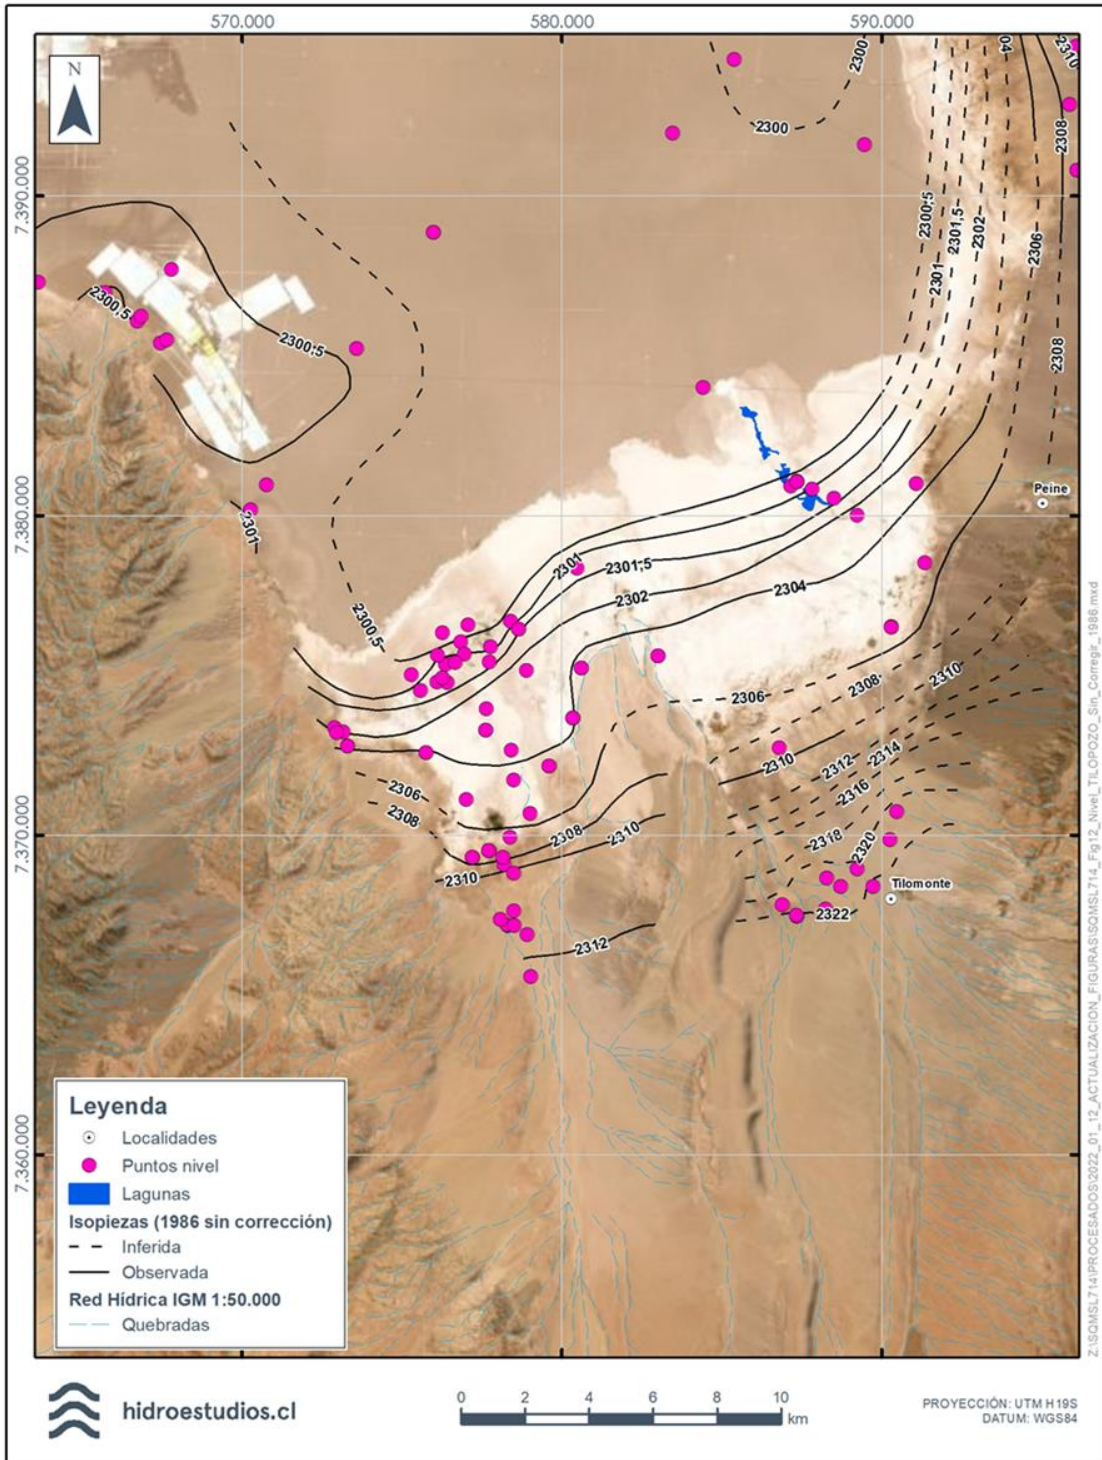 570.000
580.000
590.000
N
2300
2300
04
2310
2308
7.390.000
2300,5
2301
2301,5
2302
2306
2308
2300,5
2300,5
7.380.000
Peine
2301
2301
2301,5
2302
2304
2300,5
2306
2308
2310
2310
2312
2314
2316
2306
2308
7.370.000
2308
2310
2318
2320
2310
Tilomonte
2322
2312
7.360.000
Leyenda
Localidades
Puntos nivel
Lagunas
Isopiezas (1986 sin corrección)
Inferida
Observada
Red Hídrica IGM 1:50.000
Quebradas
Z:\SQMSL714\PROCESADOS\2022_01_12_ACTUALIZACION_FIGURAS\SQMSL714_Fig12_Nivel_TILOPOZO_Sin_Corregir_1986.mxd
hidroestudios.cl
0 2 4 6 8 10
km
PROYECCIÓN: UTM H19S
DATUM: WGS84